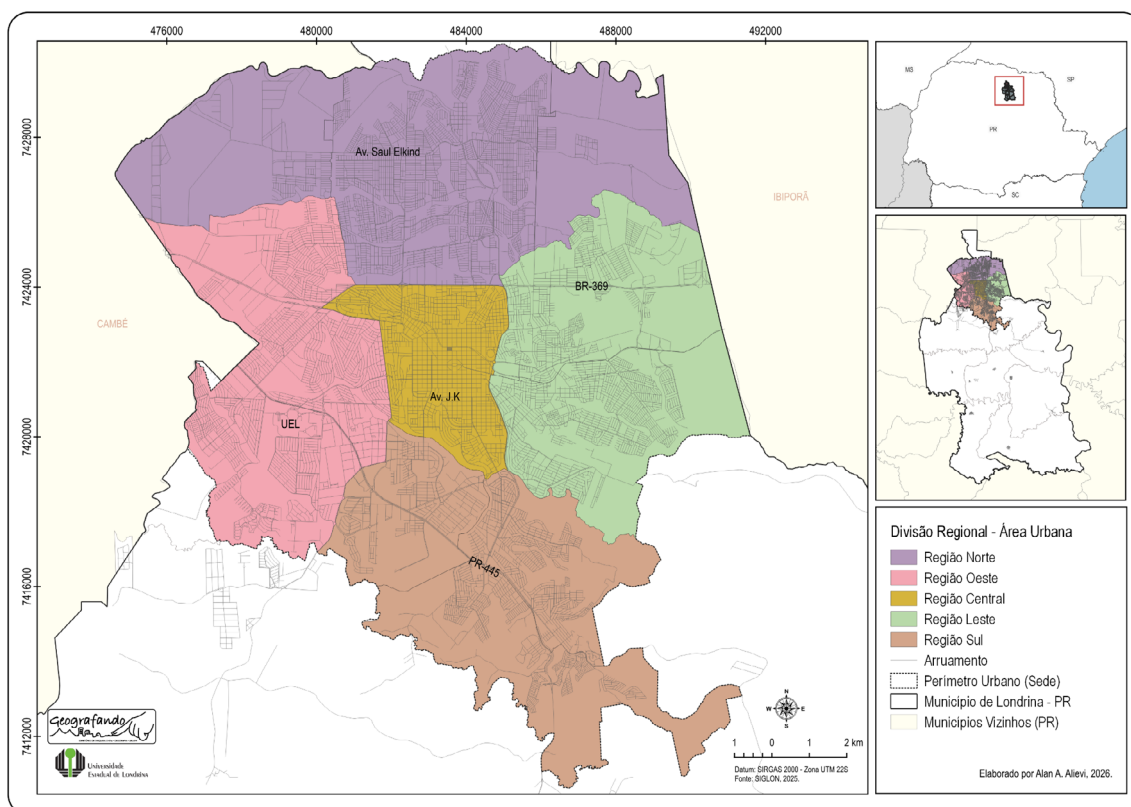 476000
480000
484000
488000
492000
7428000
7424000
7420000
7416000
7412000
Av. Saul Elkind
IBIPORÃ
BR-369
CAMBÉ
Av. J.K
UEL
PR-445
Geografando
Universidade
Estadual de Londrina
N
W
E
S
1
0
1
2 km
Datum: SIRGAS 2000 - Zona UTM 22S
Fonte: SIGLON, 2025.
MS
SP
PR
SC
Divisão Regional - Área Urbana
Região Norte
Região Oeste
Região Central
Região Leste
Região Sul
Arruamento
Perimetro Urbano (Sede)
Município de Londrina - PR
Municipios Vizinhos (PR)
Elaborado por Alan A. Alievi, 2026.